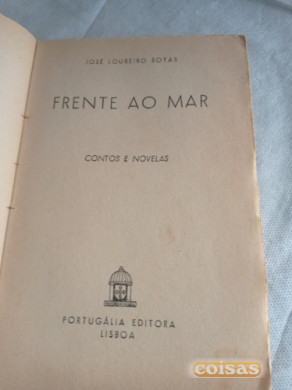 JOSÉ LOUREIRO BOTAS
FRENTE AO MAR
CONTOS E NOVELAS
PORTUGÁLIA EDITORA
LISBOA
coisas